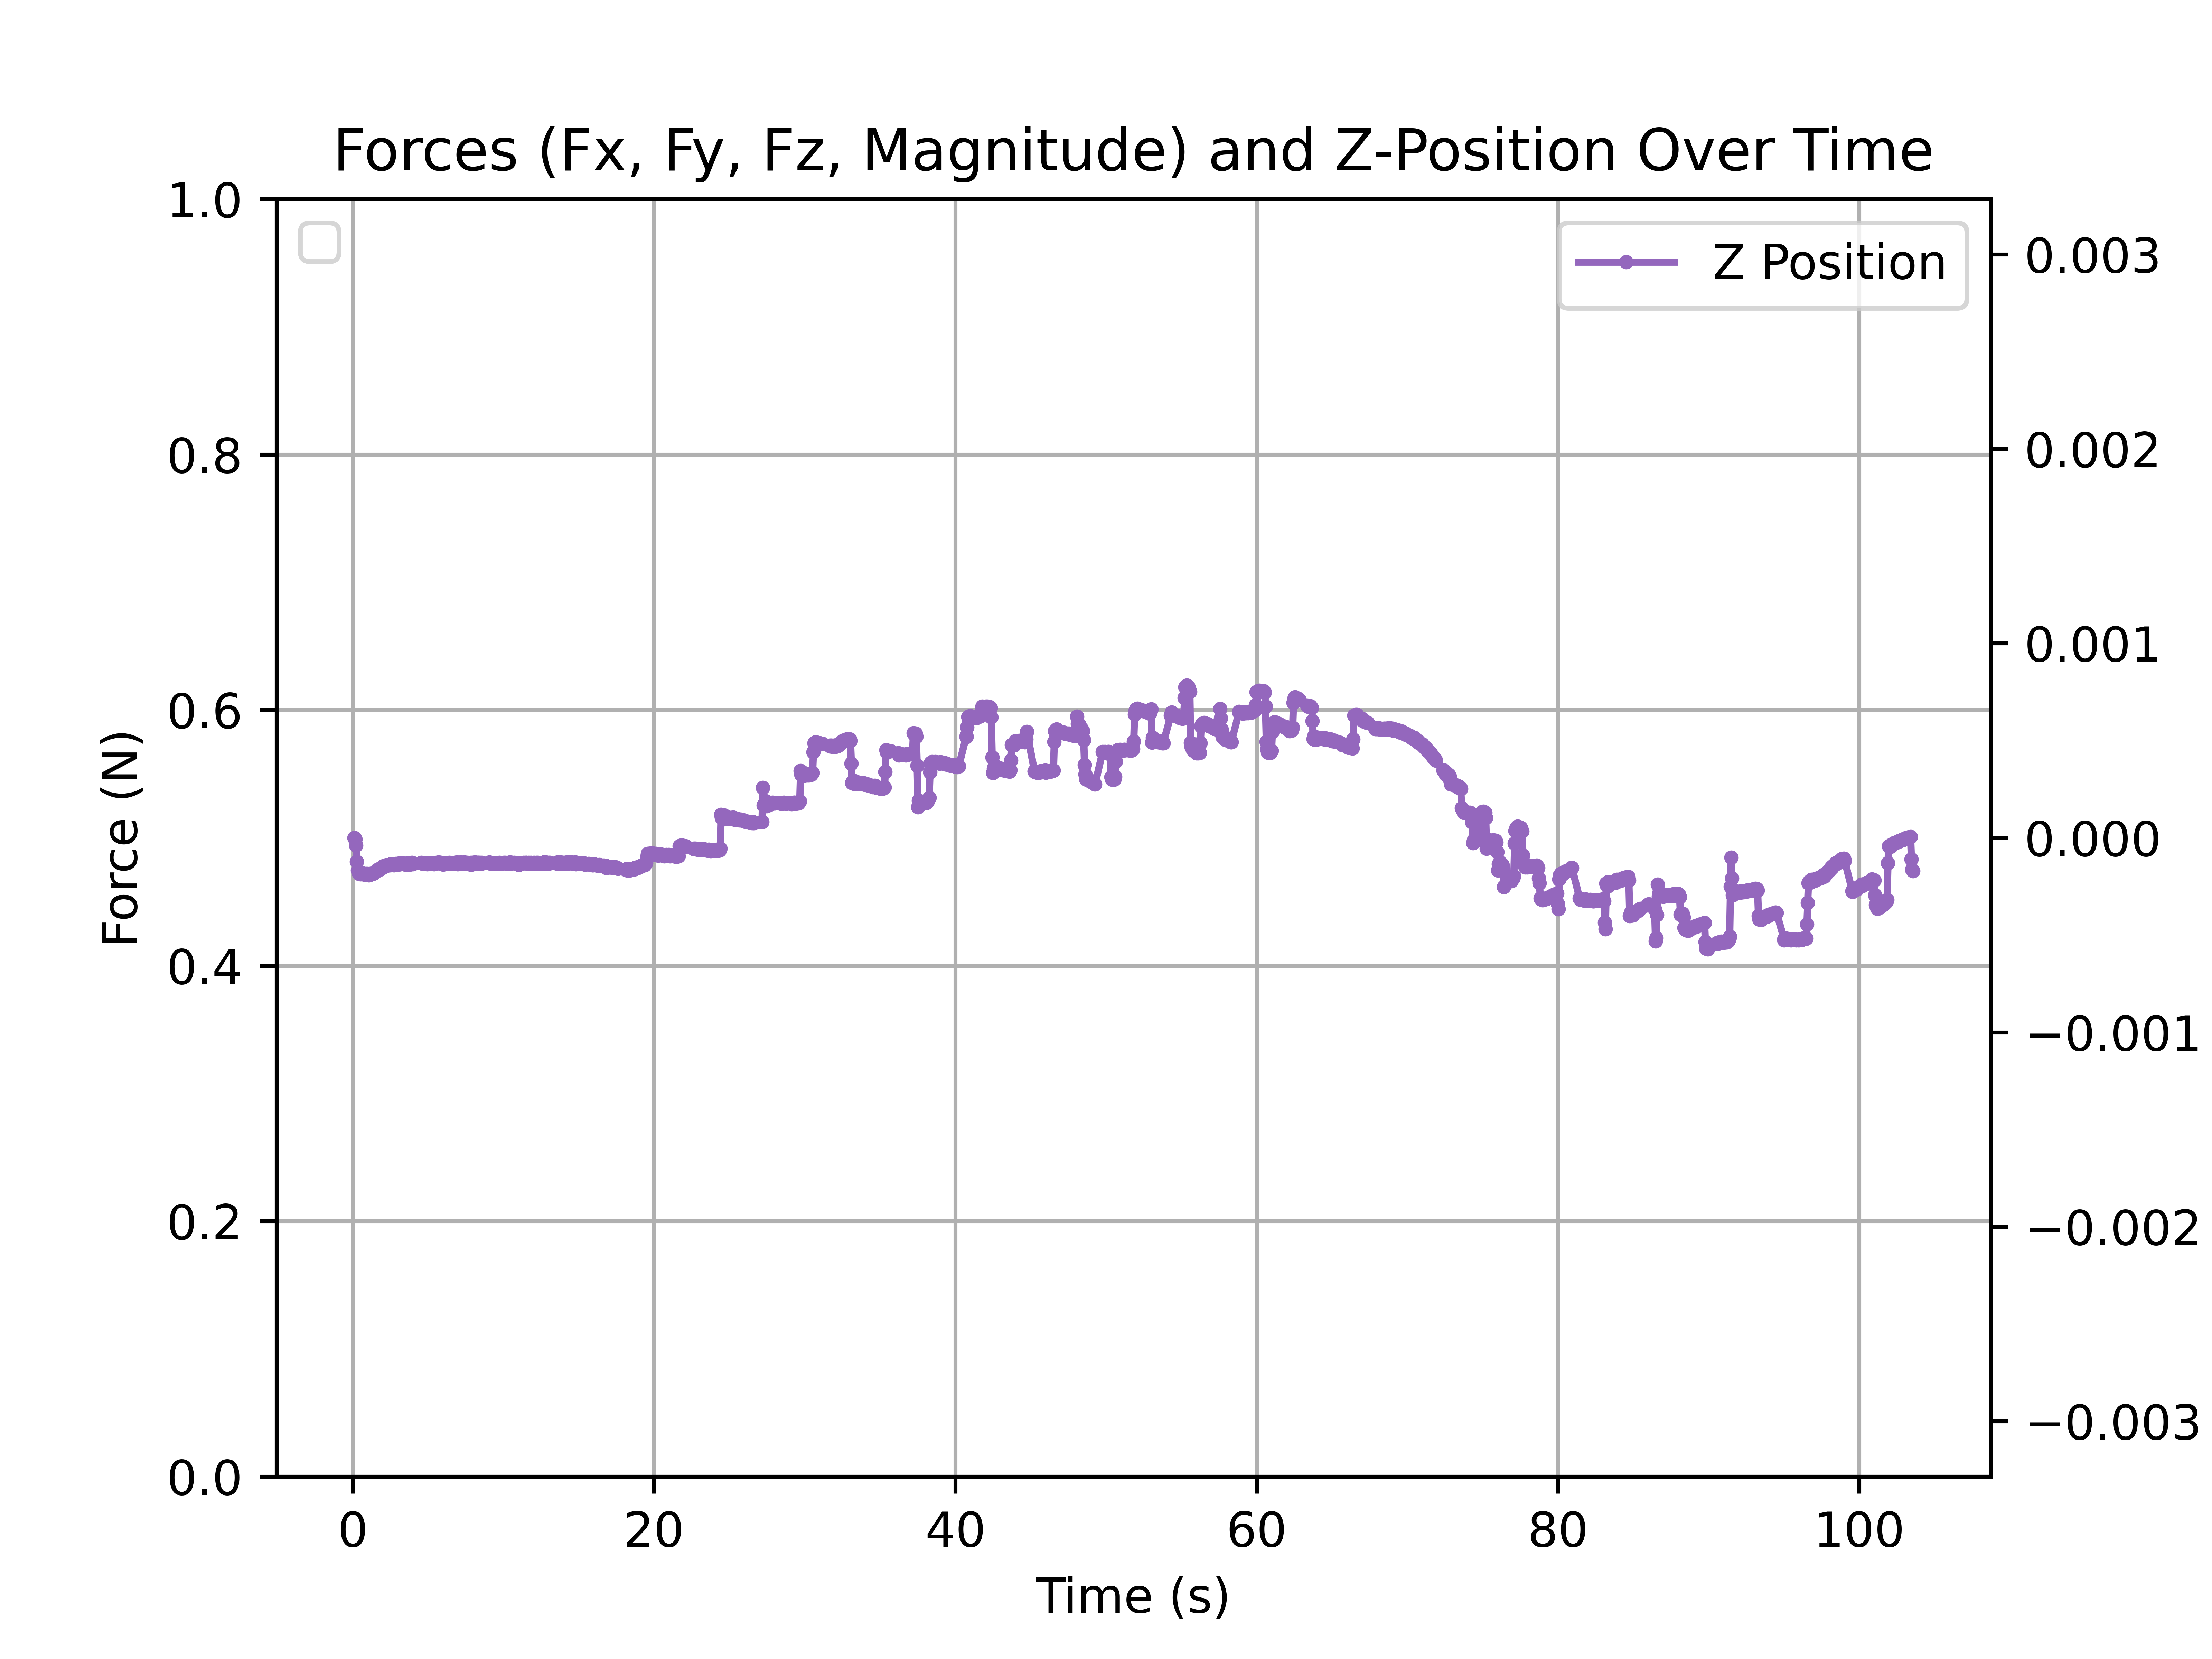 Forces (Fx, Fy, Fz, Magnitude) and Z-Position Over Time
Z Position
Force (N)
1.0
0.8
0.6
0.4
0.2
0.0
0.003
0.002
0.001
0.000
−0.001
−0.002
−0.003
0 20 40 60 80 100
Time (s)